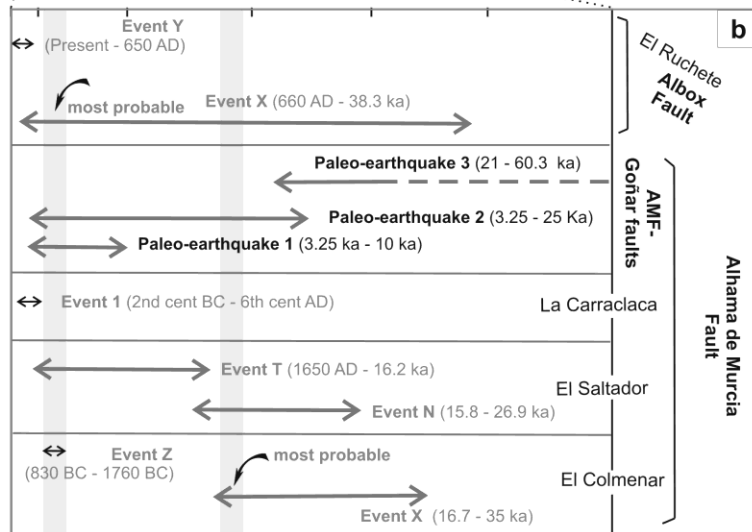 b
Event Y
(Present - 650 AD)
most probable
Event X (660 AD - 38.3 ka)
El Ruchete
Albox
Fault
Paleo-earthquake 3 (21 - 60.3 ka)
Paleo-earthquake 2 (3.25 - 25 Ka)
Paleo-earthquake 1 (3.25 ka - 10 ka)
AMF-
Goñar faults
Event 1 (2nd cent BC - 6th cent AD)
La Carraclaca
Event T (1650 AD - 16.2 ka)
El Saltador
Event N (15.8 - 26.9 ka)
Event Z
(830 BC - 1760 BC)
most probable
El Colmenar
Event X (16.7 - 35 ka)
Alhama de Murcia
Fault